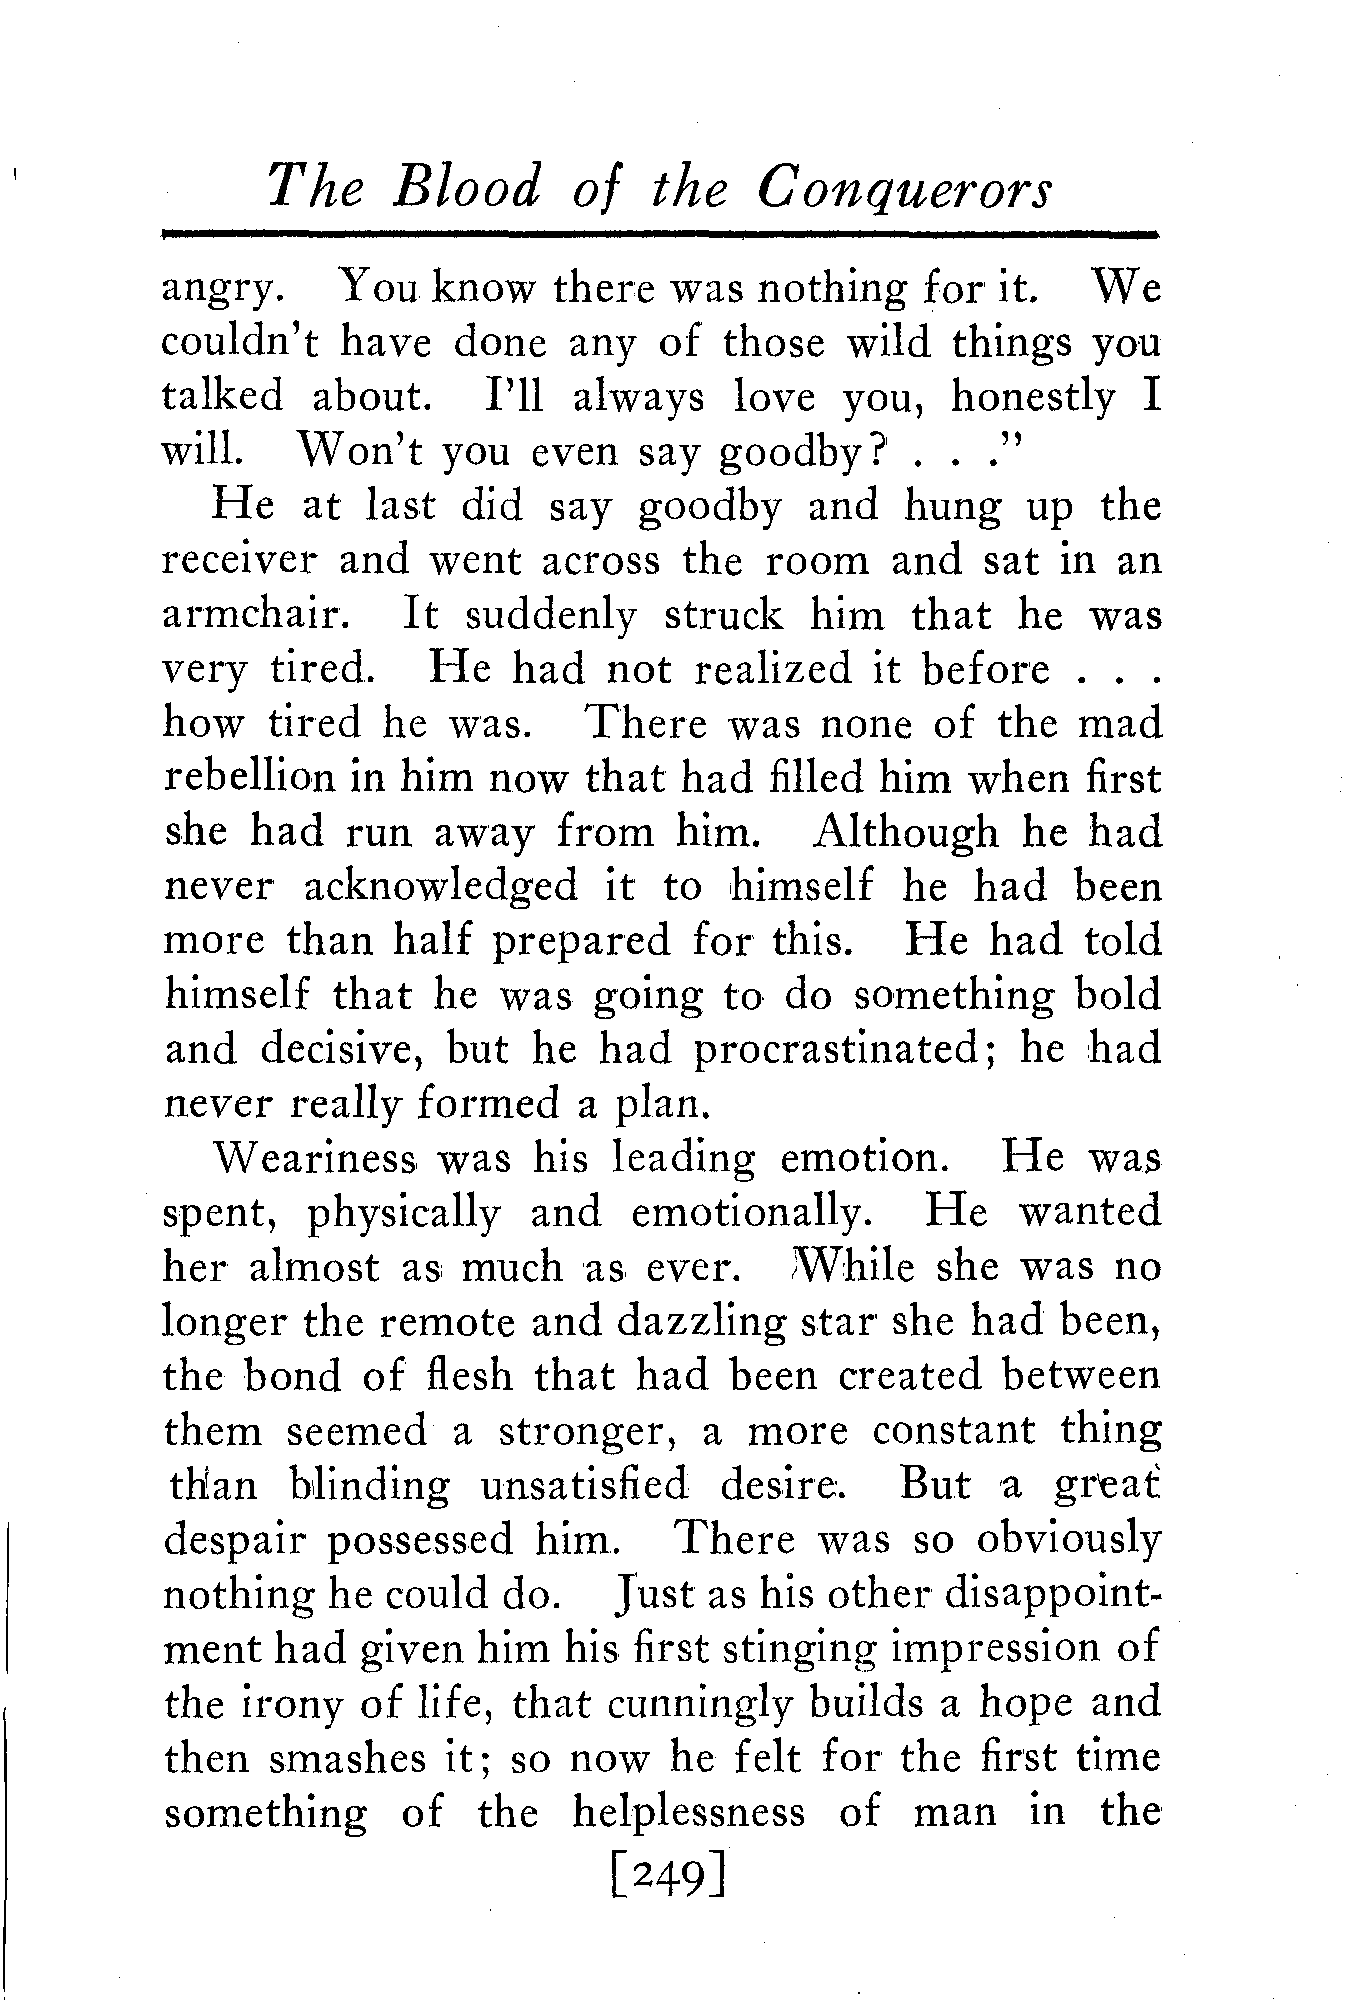 The Blood of the Conquerors
angry. You know there was nothing for it. We
couldn't have done any of those wild things you
talked about. I'll always love you, honestly I
will. Won't you even say goodby? . . ."
He at last did say goodby and hung up the
receiver and went across the room and sat in an
armchair. It suddenly struck him that he was
very tired. He had not realized it before . . .
how tired he was. There was none of the mad
rebellion in him now that had filled him when first
she had run away from him. Although he had
never acknowledged it to himself he had been
more than half prepared for this. He had told
himself that he was going to do something bold
and decisive, but he had procrastinated; he had
never really formed a plan.
Weariness was his leading emotion. He was
spent, physically and emotionally. He wanted
her almost as much as ever. While she was no
longer the remote and dazzling star she had been,
the bond of flesh that had been created between
them seemed a stronger, a more constant thing
than blinding unsatisfied desire. But a great
despair possessed him. There was so obviously
nothing he could do. Just as his other disappoint-
ment had given him his first stinging impression of
the irony of life, that cunningly builds a hope and
then smashes it; so now he felt for the first time
something of the helplessness of man in the
[249]